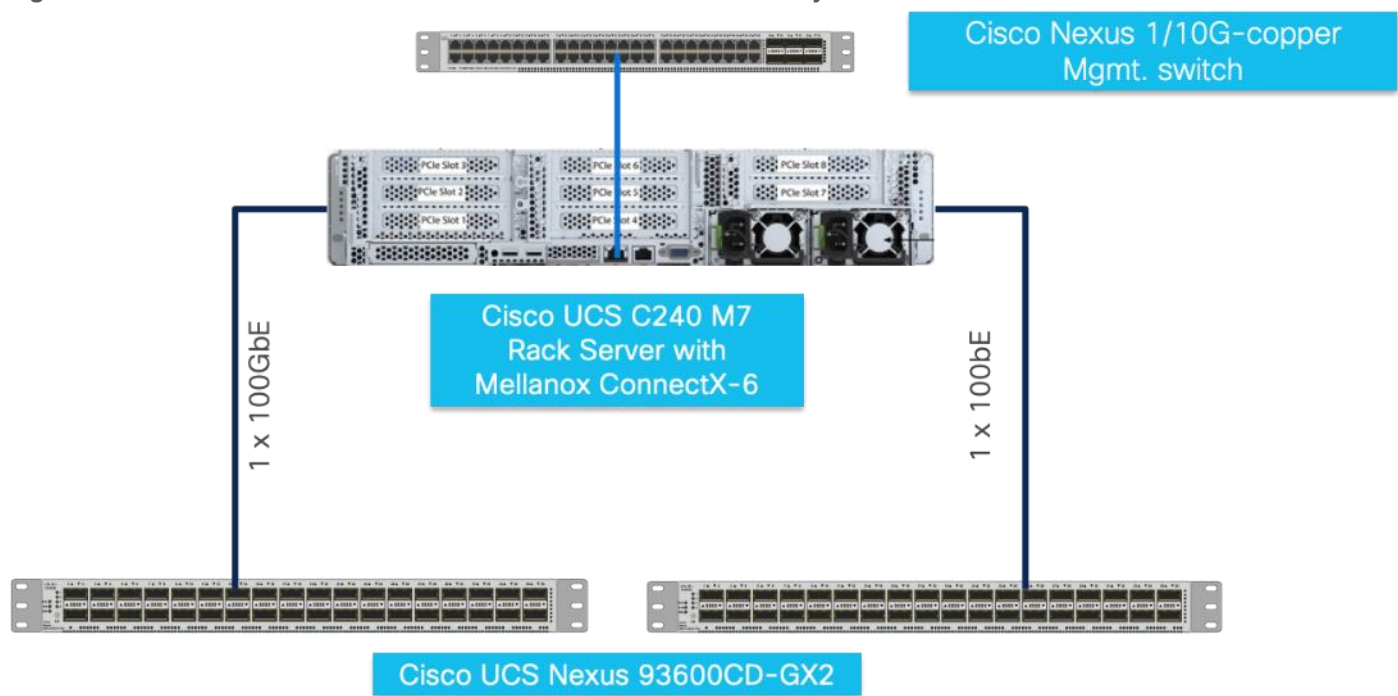 Cisco Nexus 1/10G-copper
Mgmt. switch
PCIe Slot 3
PCIe Slot 6
PCIe Slot 8
PCIe Slot 2
PCIe Slot 5
PCIe Slot 7
PCIe Slot 1
PCIe Slot 4
Cisco UCS C240 M7
Rack Server with
Mellanox ConnectX-6
1 x 100GbE
1 x 100bE
Cisco UCS Nexus 93600CD-GX2